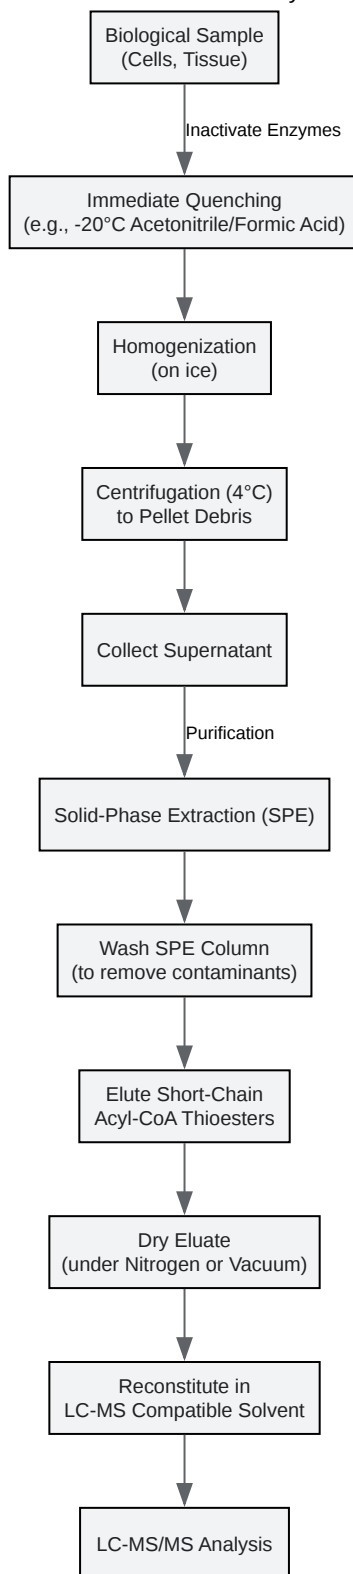 Biological Sample
(Cells, Tissue)
Inactivate Enzymes
Immediate Quenching
(e.g., -20°C Acetonitrile/Formic Acid)
Homogenization
(on ice)
Centrifugation (4°C)
to Pellet Debris
Collect Supernatant
Purification
Solid-Phase Extraction (SPE)
Wash SPE Column
(to remove contaminants)
Elute Short-Chain
Acyl-CoA Thioesters
Dry Eluate
(under Nitrogen or Vacuum)
Reconstitute in
LC-MS Compatible Solvent
LC-MS/MS Analysis